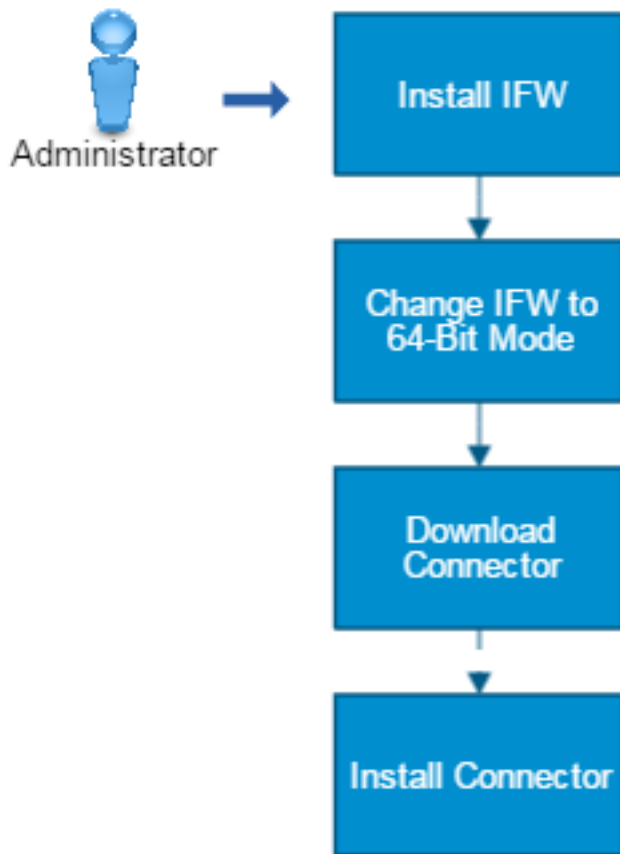 Administrator
Install IFW
Change IFW to
64-Bit Mode
Download
Connector
Install Connector